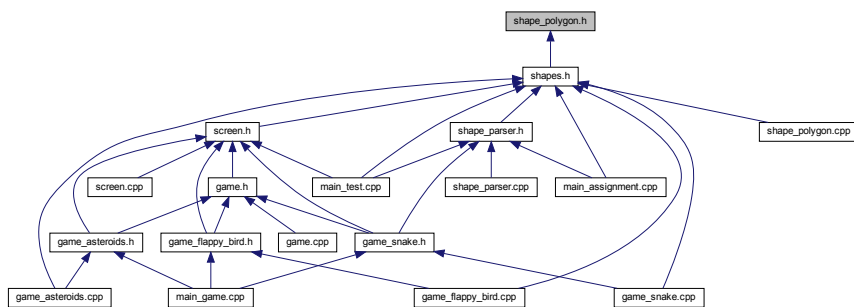 shape_polygon.h
shapes.h
screen.h
shape_parser.h
shape_polygon.cpp
screen.cpp
game.h
main_test.cpp
shape_parser.cpp
main_assignment.cpp
game_asteroids.h
game_flappy_bird.h
game.cpp
game_snake.h
game_asteroids.cpp
main_game.cpp
game_flappy_bird.cpp
game_snake.cpp